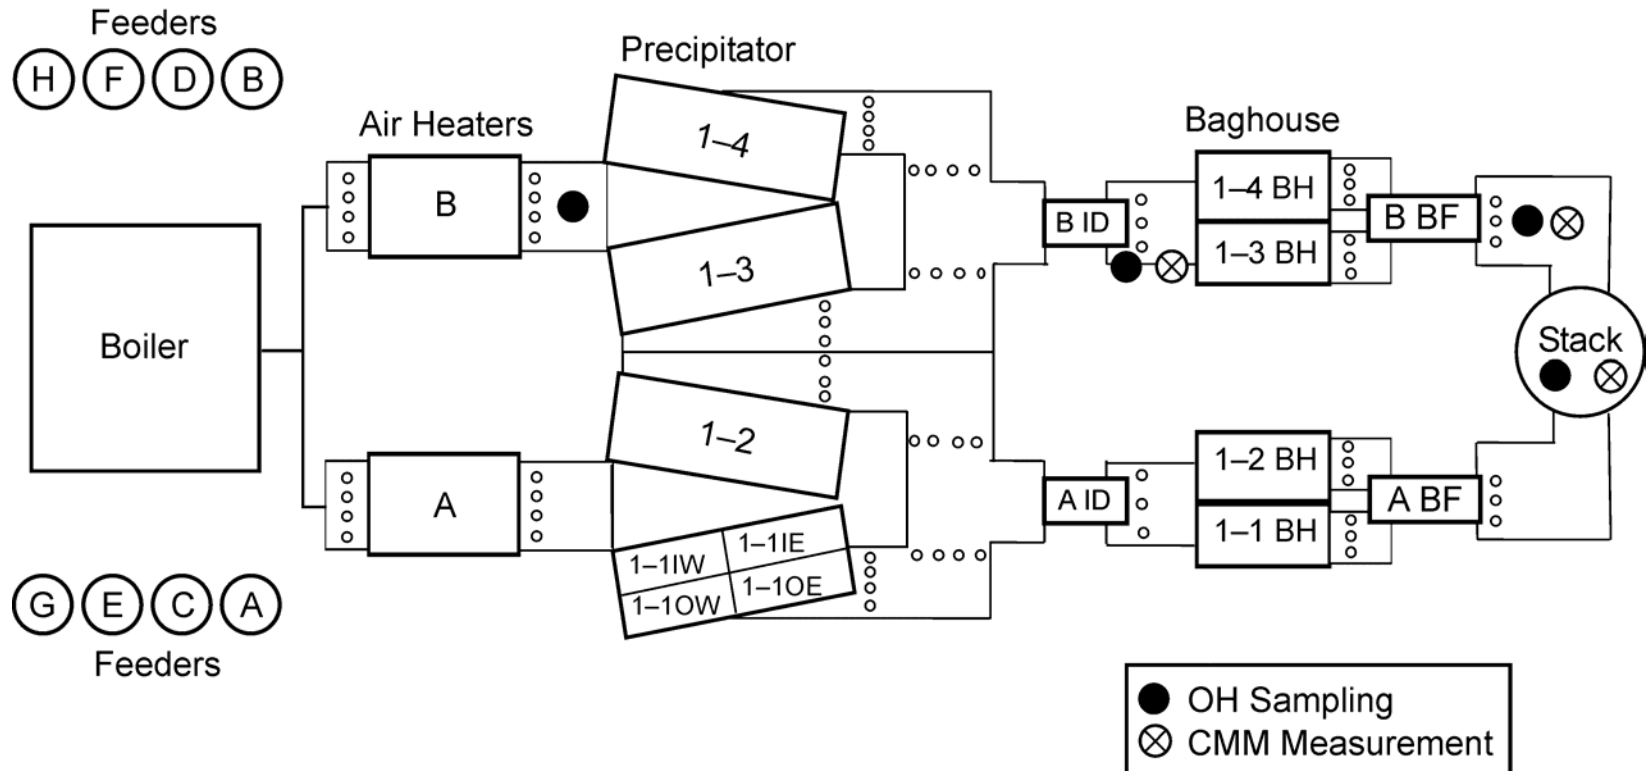 Feeders
H F D B
Precipitator
Air Heaters
Baghouse
1–4
B
1–3
1–4 BH
1–3 BH
B ID
B BF
Boiler
Stack
1–2
A
1–1IW
1–1IE
1–1OW
1–1OE
A ID
1–2 BH
1–1 BH
A BF
G E C A
Feeders
OH Sampling
CMM Measurement